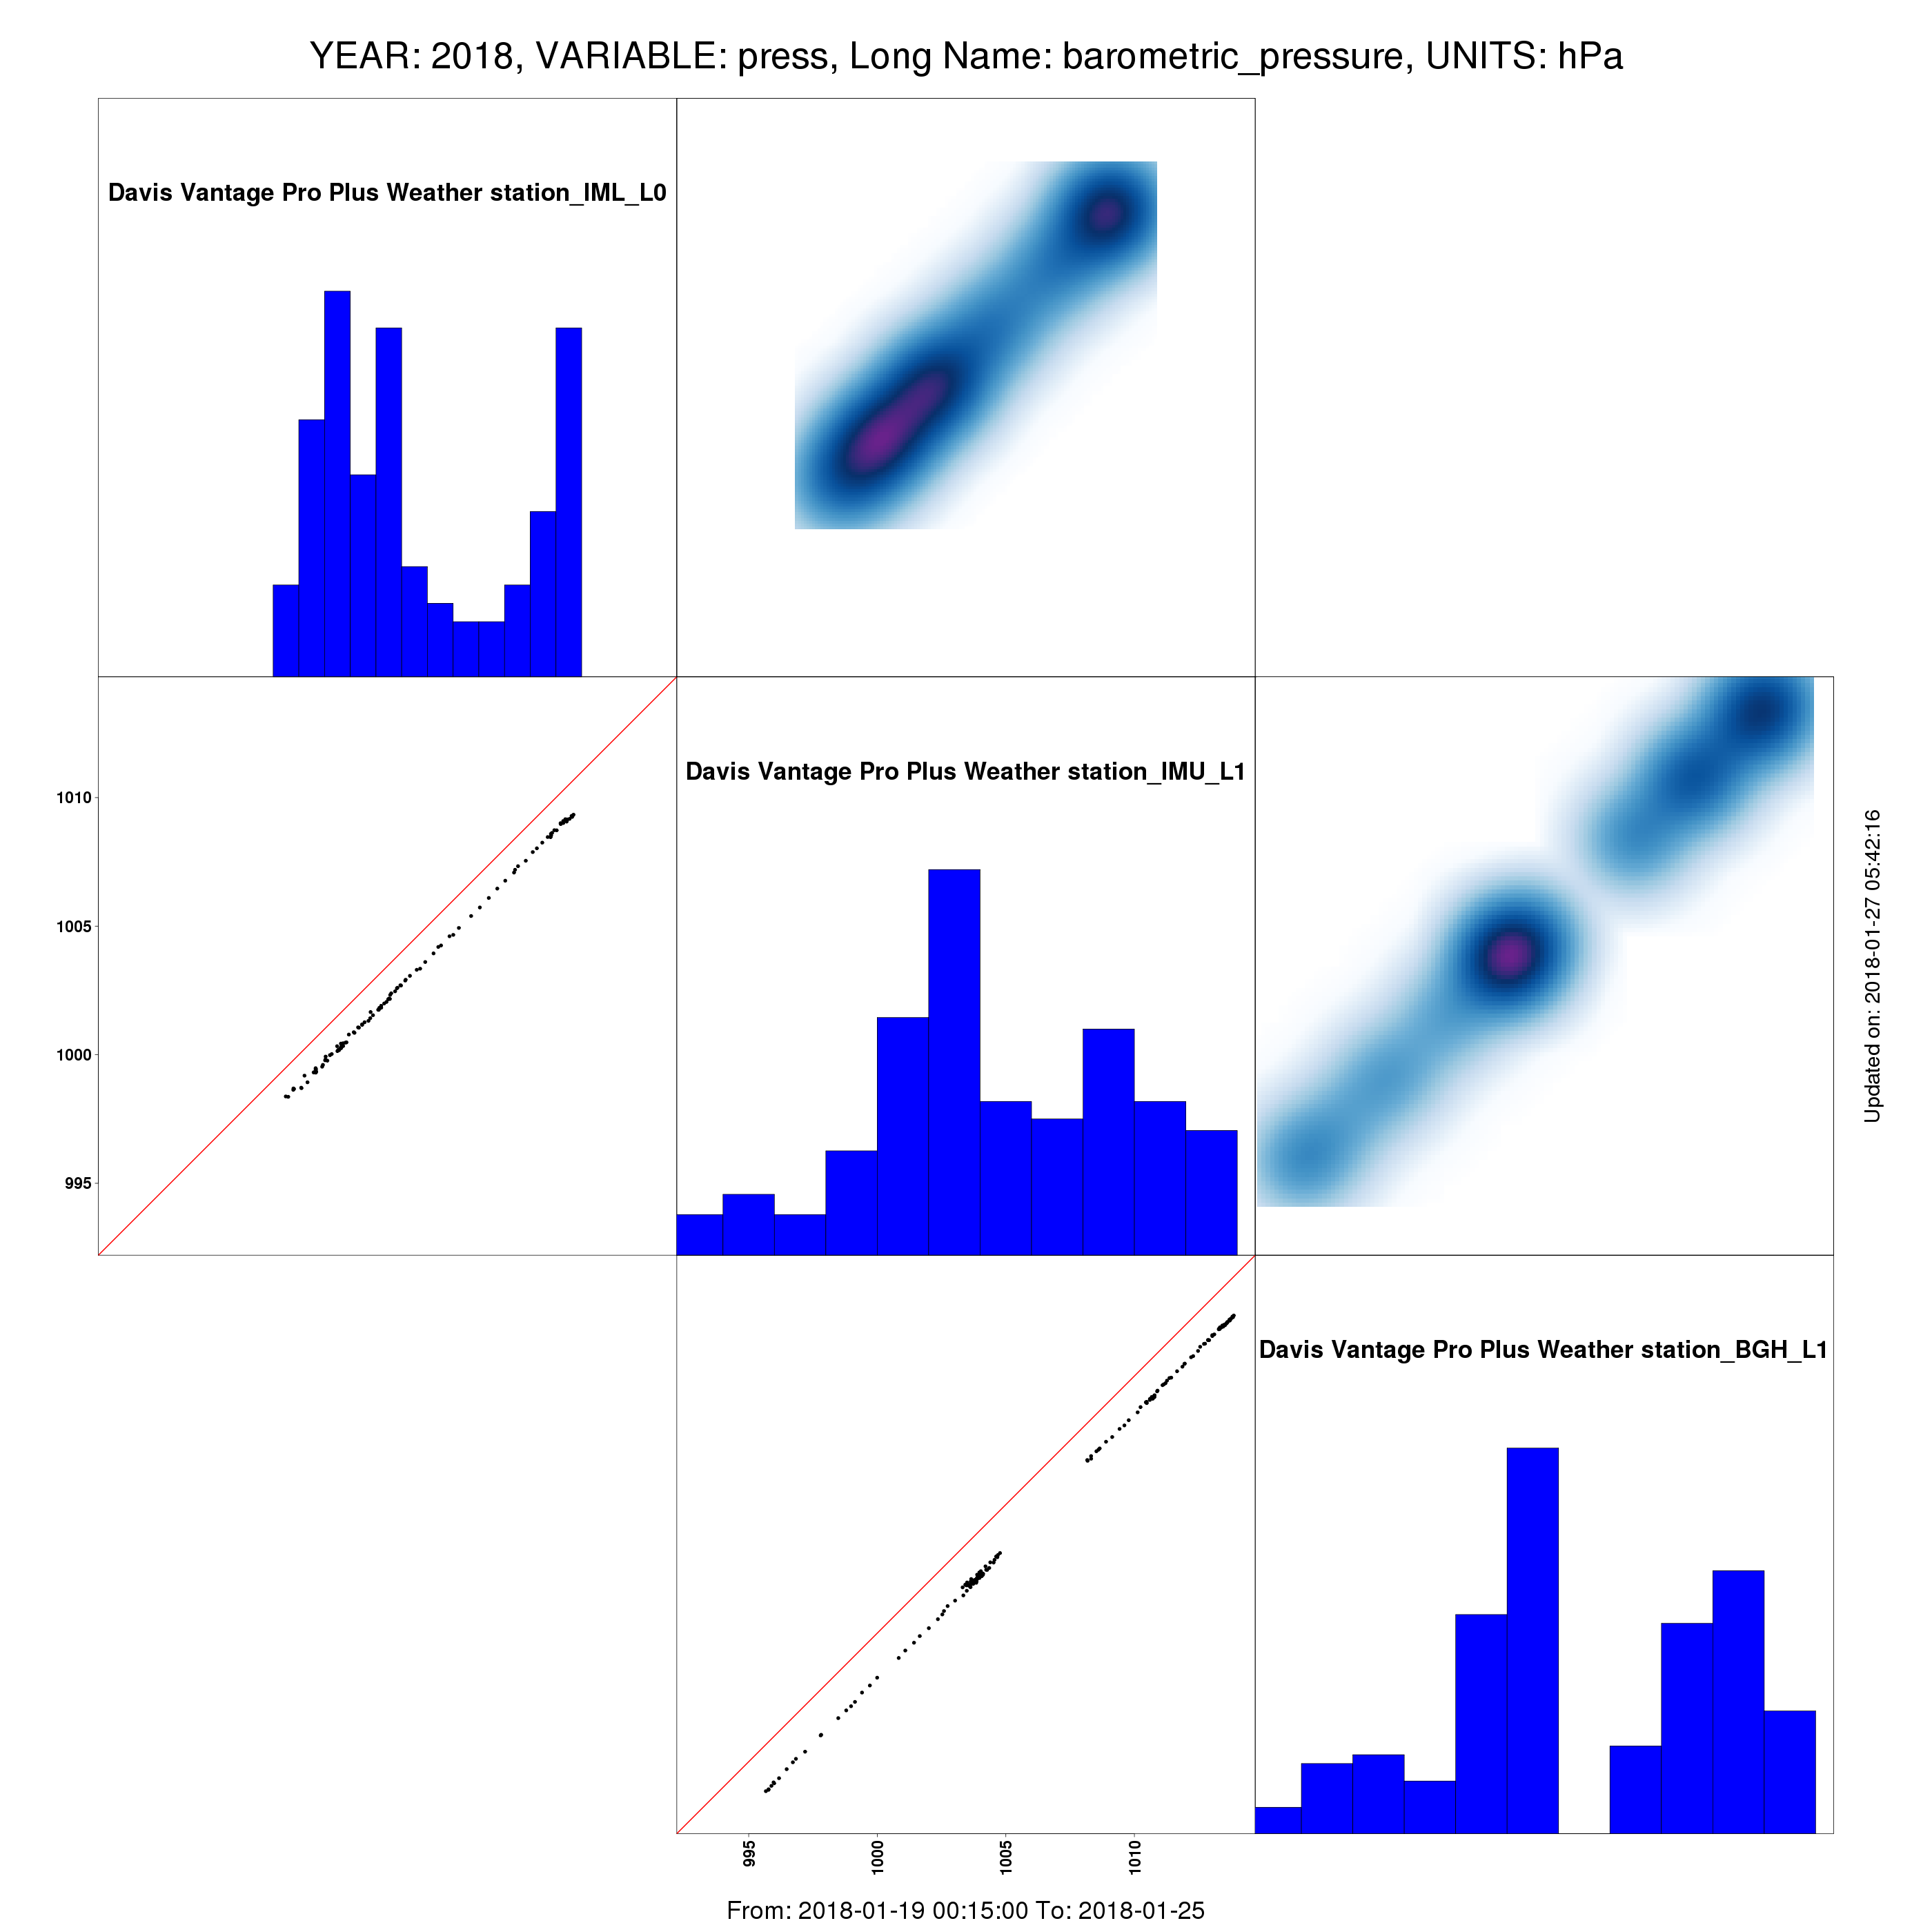 YEAR: 2018, VARIABLE: press, Long Name: barometric_pressure, UNITS: hPa
Davis Vantage Pro Plus Weather station_IML_L0
Davis Vantage Pro Plus Weather station_IMU_L1
1010
1005
1000
995
Updated on: 2018-01-27 05:42:16
Davis Vantage Pro Plus Weather station_BGH_L1
995
1000
1005
1010
From: 2018-01-19 00:15:00 To: 2018-01-25